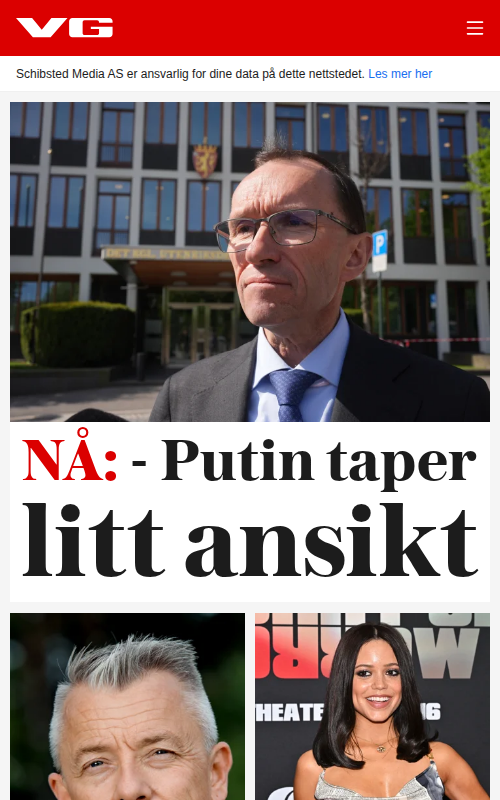 VG
Schibsted Media AS er ansvarlig for dine data på dette nettstedet. Les mer her
P
NÅ: - Putin taper
litt ansikt
THEATE